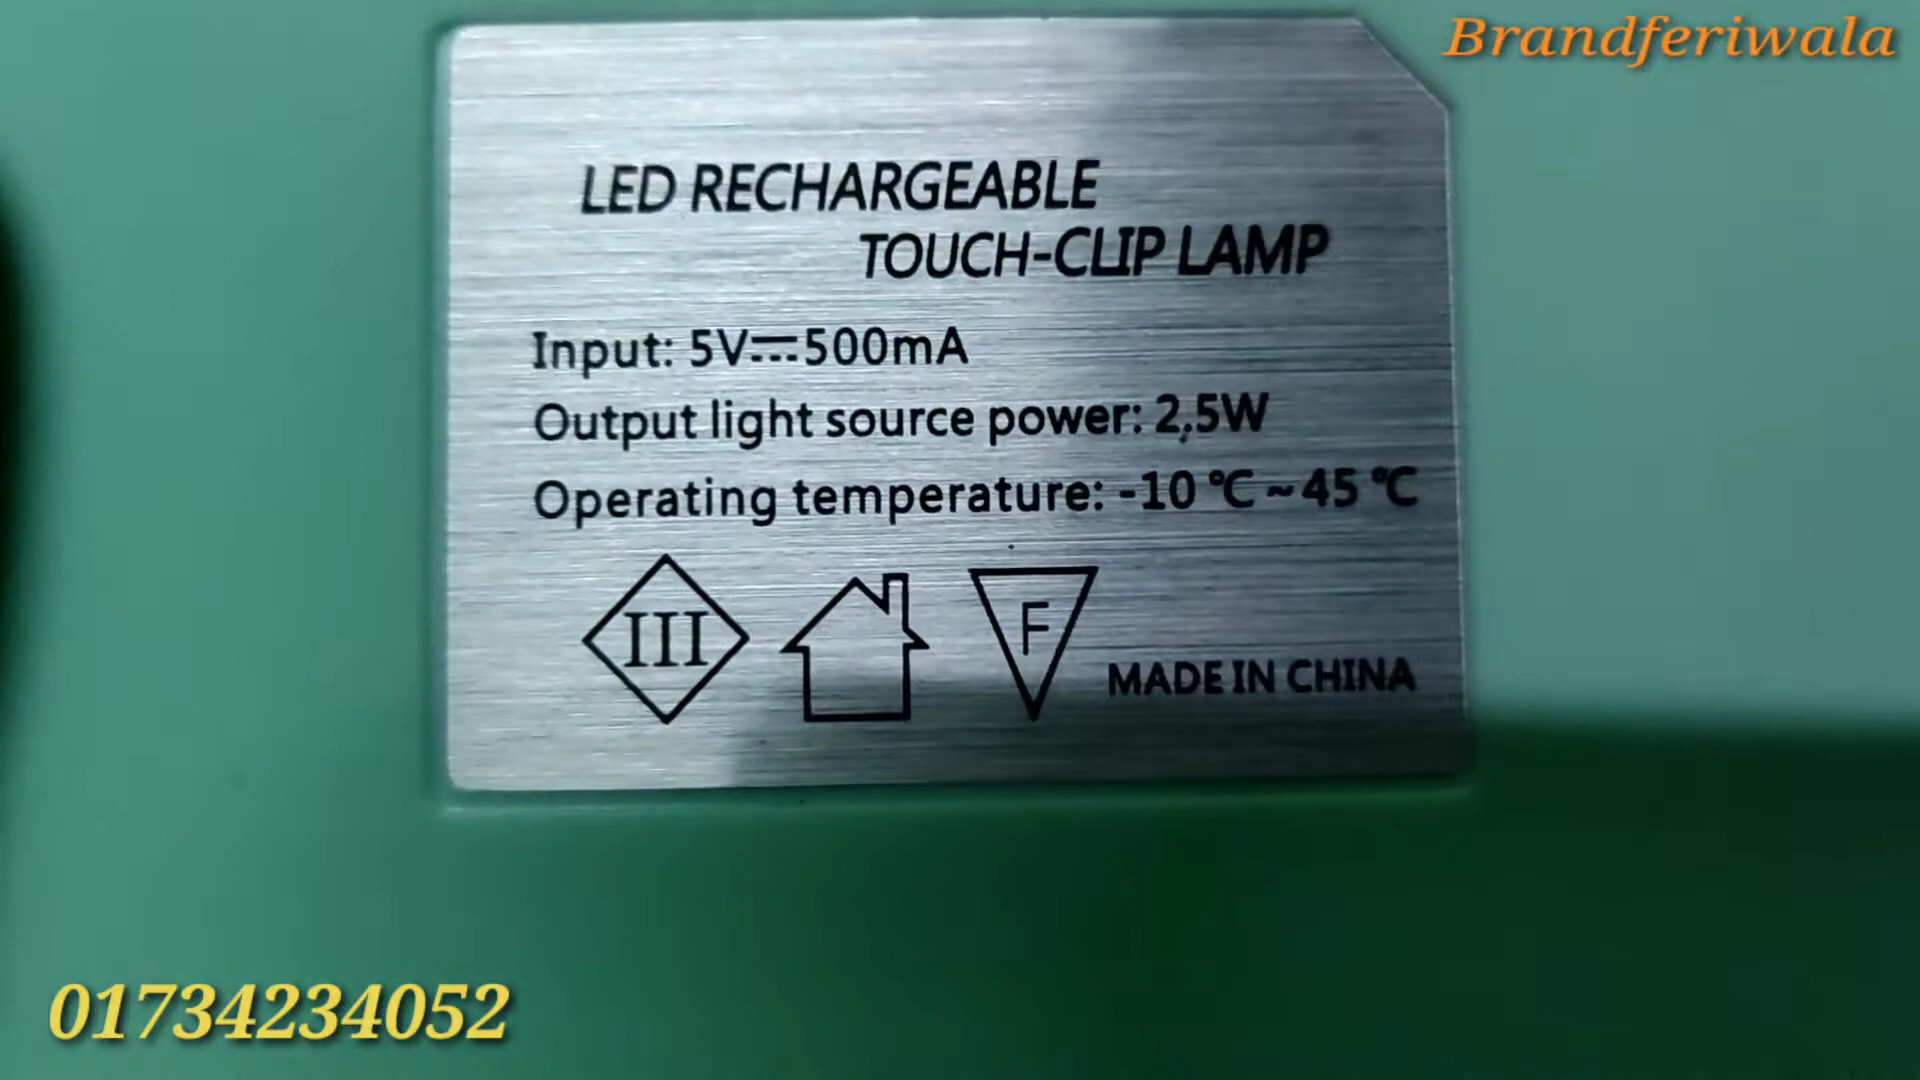 Brandferiwala
LED RECHARGEABLE
TOUCH-CLIP LAMP
Input: 5V⎓500mA
Output light source power: 2.5W
Operating temperature: -10 ℃ ~ 45 ℃
III
F
MADE IN CHINA
01734234052